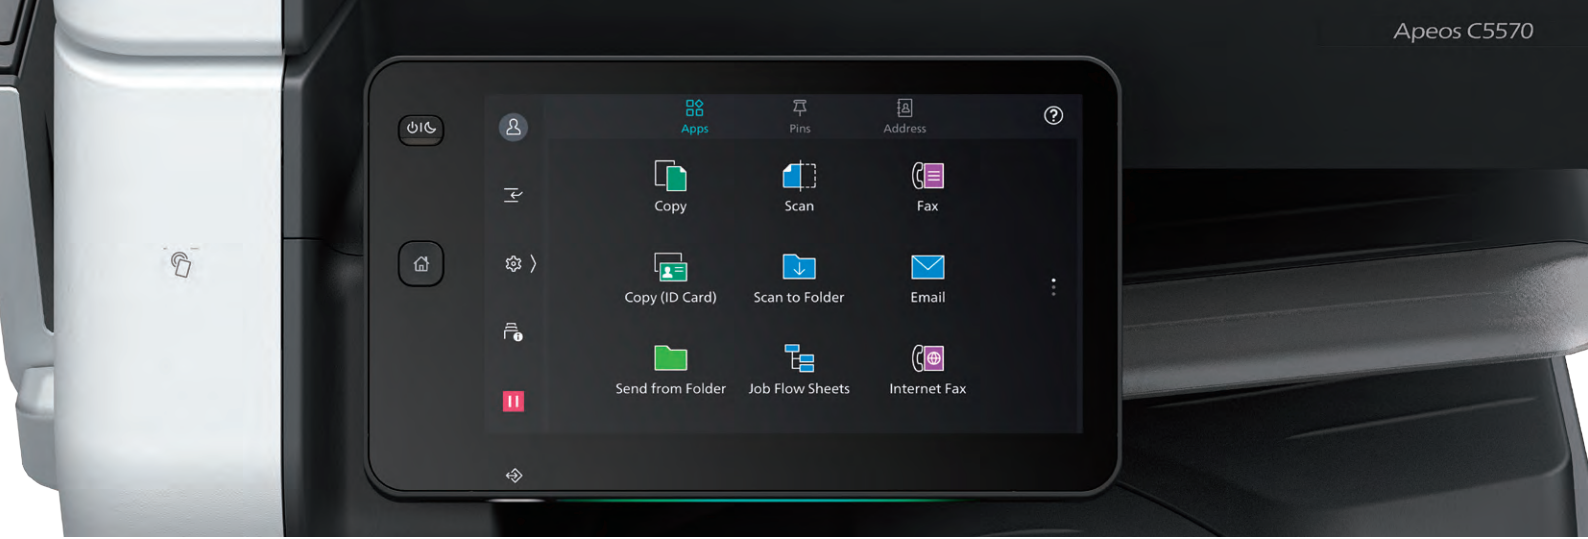 Apeos C5570
Apps
Pins
Address
Copy
Scan
Fax
Copy (ID Card)
Scan to Folder
Email
Send from Folder
Job Flow Sheets
Internet Fax